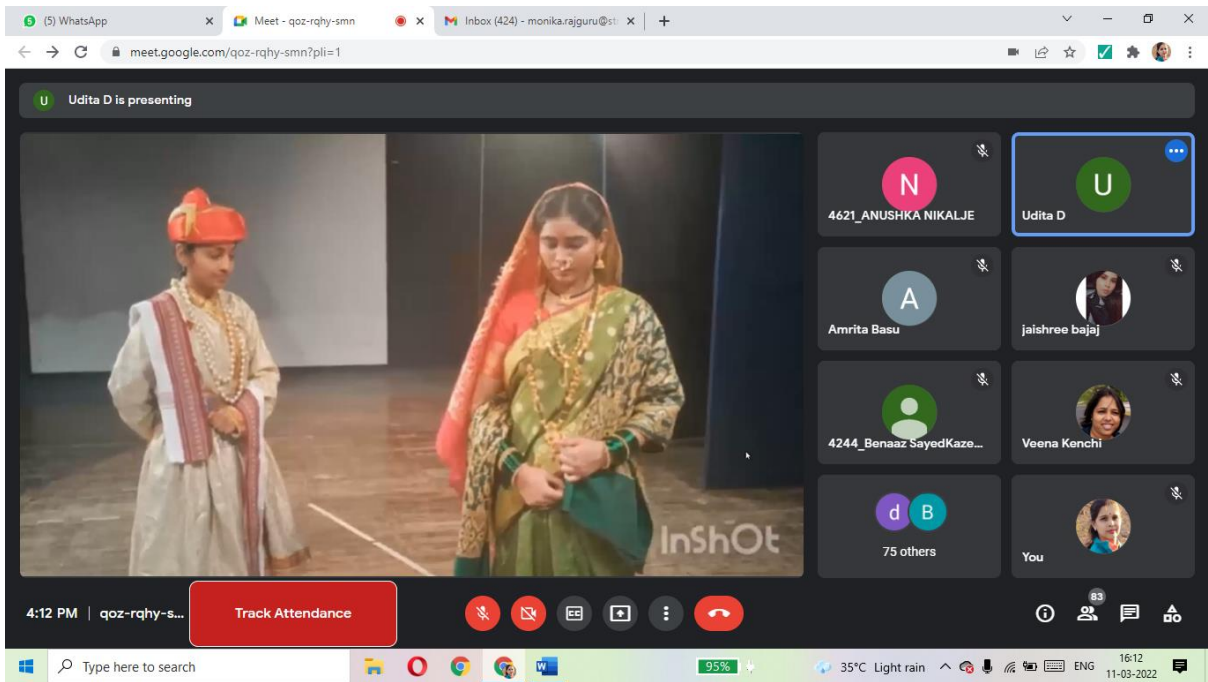 (5) WhatsApp
Meet - qoz-rqhy-smn
Inbox (424) - monika.rajguru@st
meet.google.com/qoz-rqhy-smn?pli=1
U
Udita D is presenting
N
4621_ANUSHKA NIKALJE
U
Udita D
A
Amrita Basu
jaishree bajaj
4244_Benaaz SayedKaze...
Veena Kenchi
d B
75 others
You
InShOt
4:12 PM | qoz-rqhy-s...
Track Attendance
CC
83
Type here to search
95%
35°C Light rain
ENG
16:12
11-03-2022